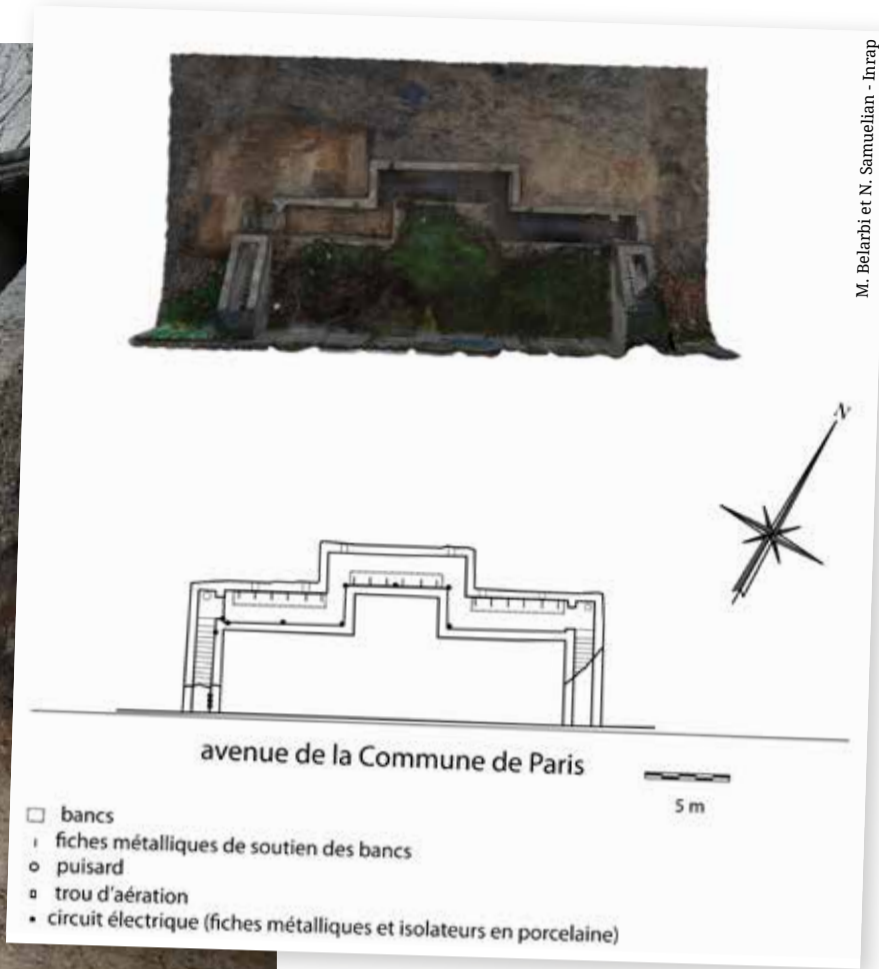 M. Belarbi et N. Samuelian - Inrap
N
avenue de la Commune de Paris
5 m
bancs
fiches métalliques de soutien des bancs
puisard
trou d'aération
circuit électrique (fiches métalliques et isolateurs en porcelaine)